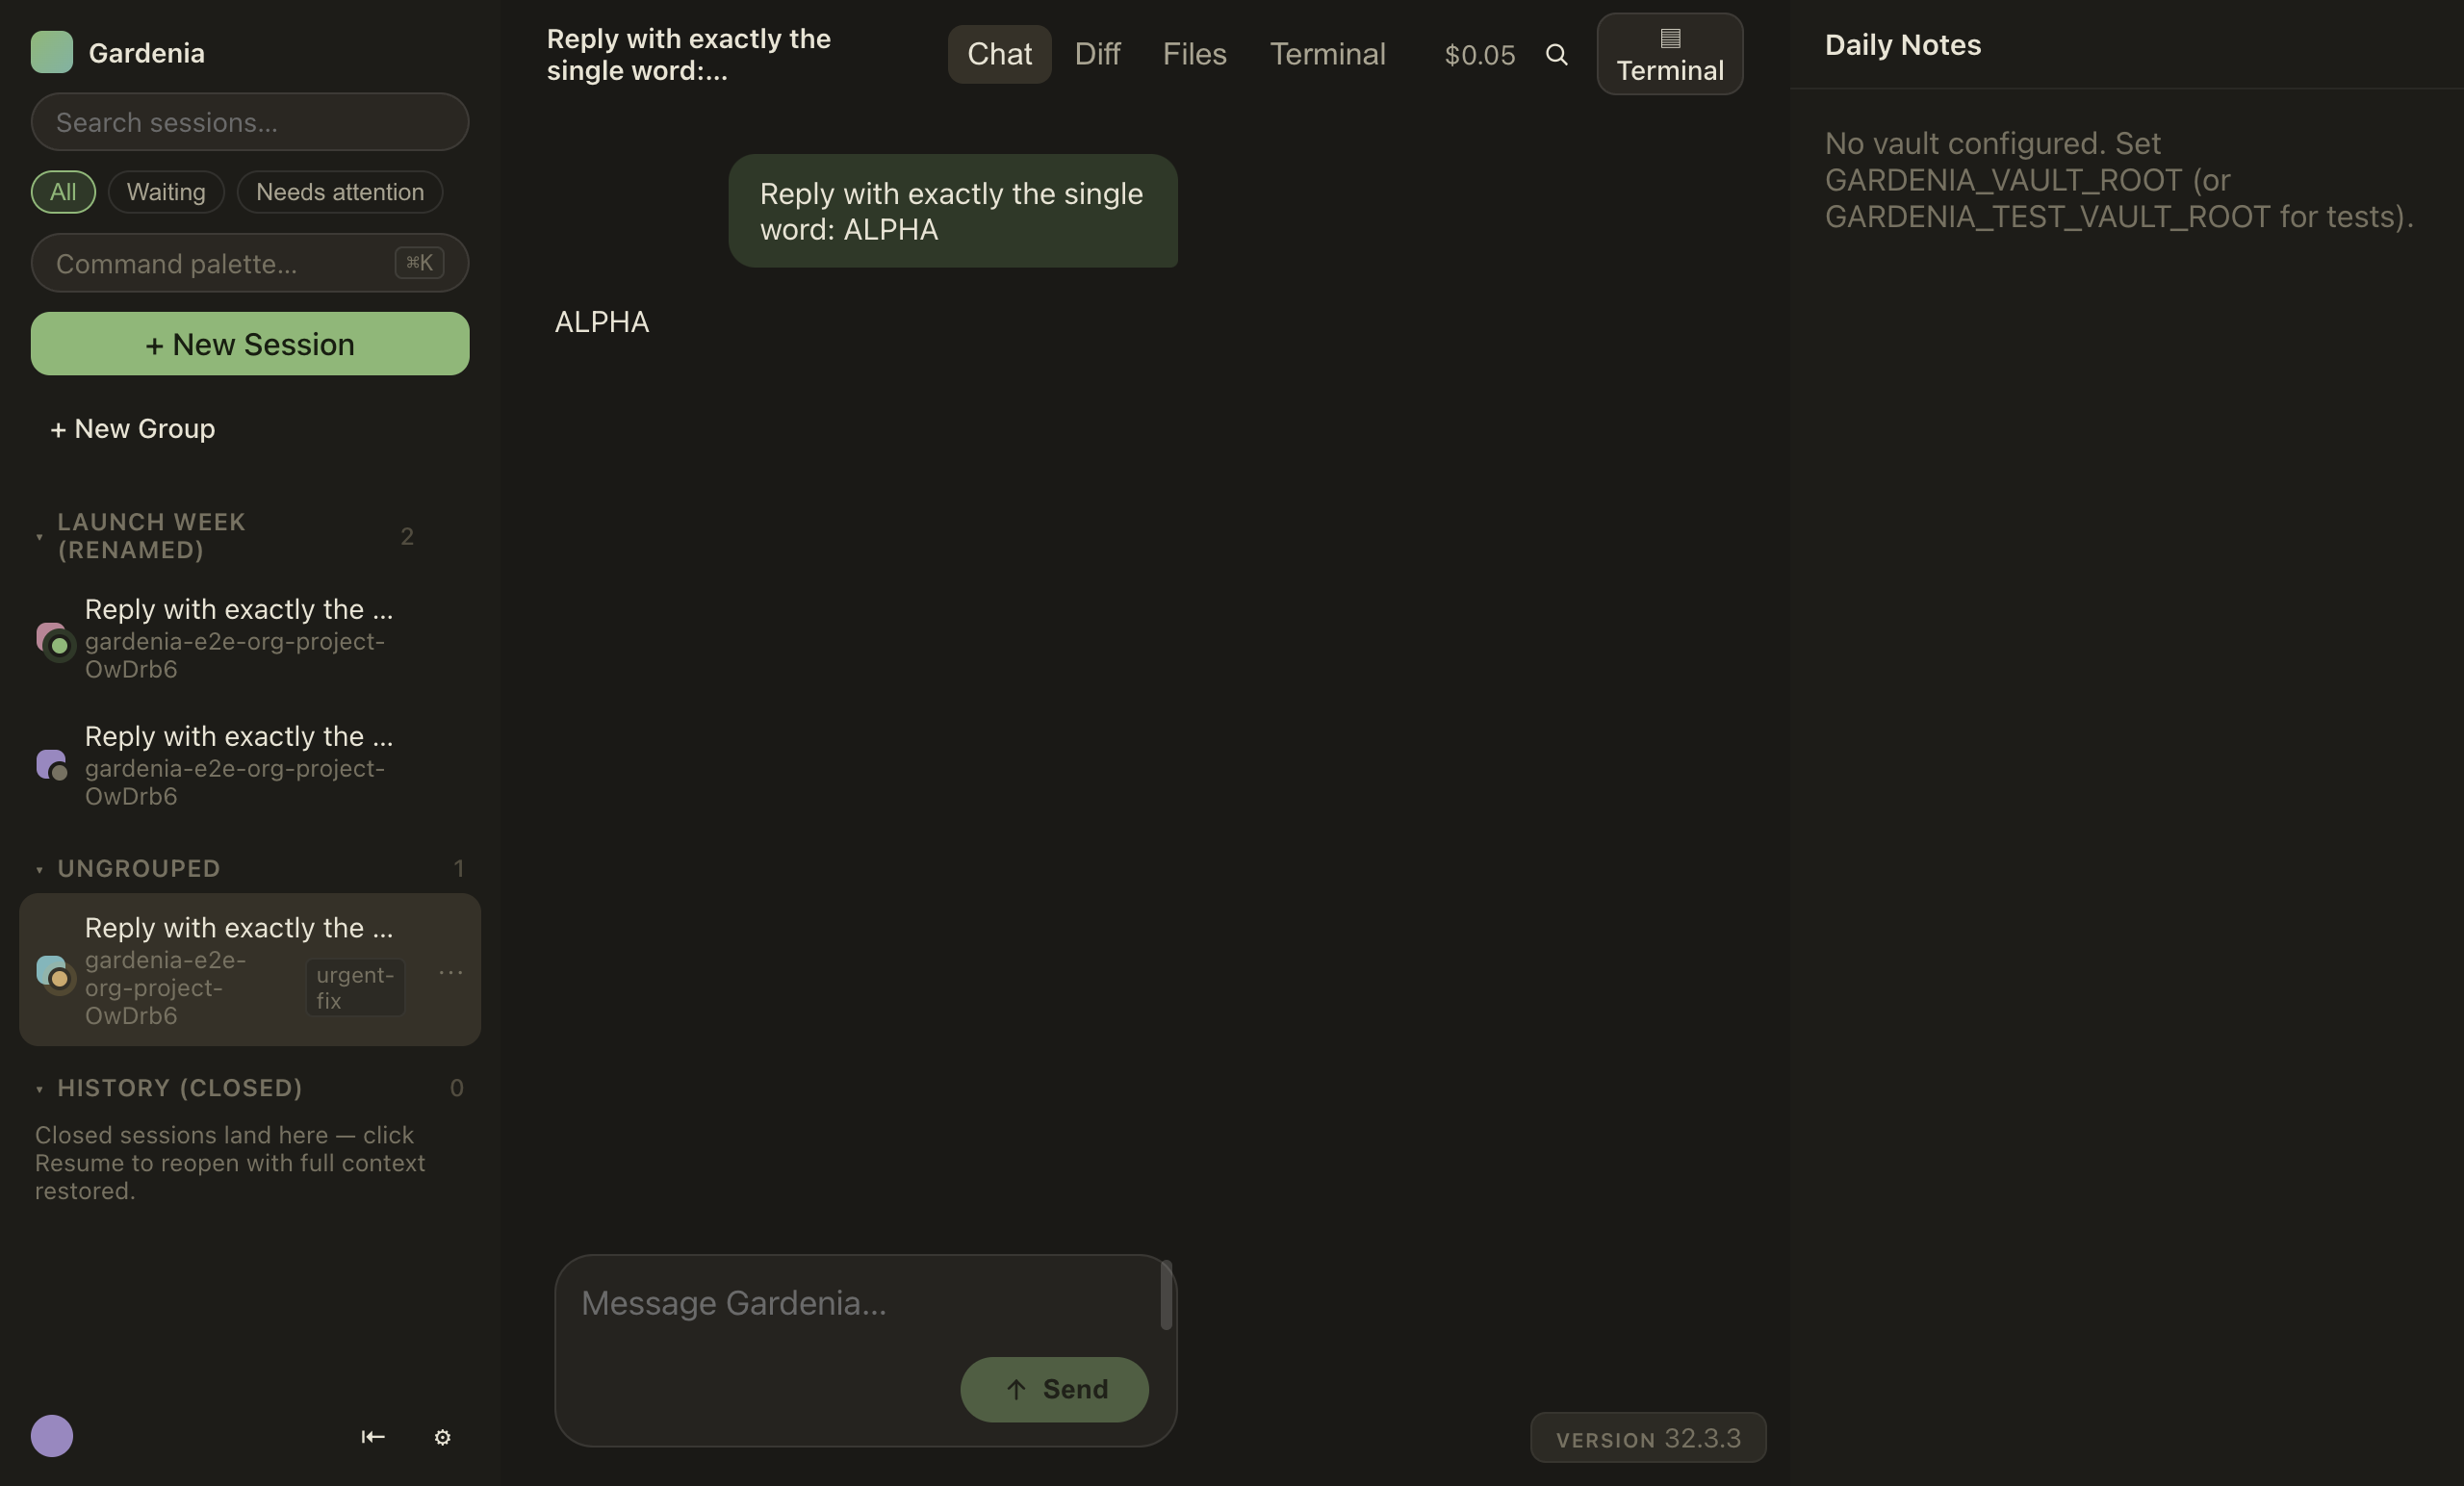 Gardenia
Search sessions...
All
Waiting
Needs attention
Command palette...
⌘K
+ New Session
+ New Group
LAUNCH WEEK
(RENAMED)
2
Reply with exactly the ...
gardenia-e2e-org-project-
OwDrb6
Reply with exactly the ...
gardenia-e2e-org-project-
OwDrb6
UNGROUPED
1
Reply with exactly the ...
gardenia-e2e-
org-project-
OwDrb6
urgent-
fix
...
HISTORY (CLOSED)
0
Closed sessions land here — click
Resume to reopen with full context
restored.
Reply with exactly the
single word:...
Chat
Diff
Files
Terminal
$0.05
Terminal
Reply with exactly the single
word: ALPHA
ALPHA
Message Gardenia...
Send
VERSION 32.3.3
Daily Notes
No vault configured. Set
GARDENIA_VAULT_ROOT (or
GARDENIA_TEST_VAULT_ROOT for tests).